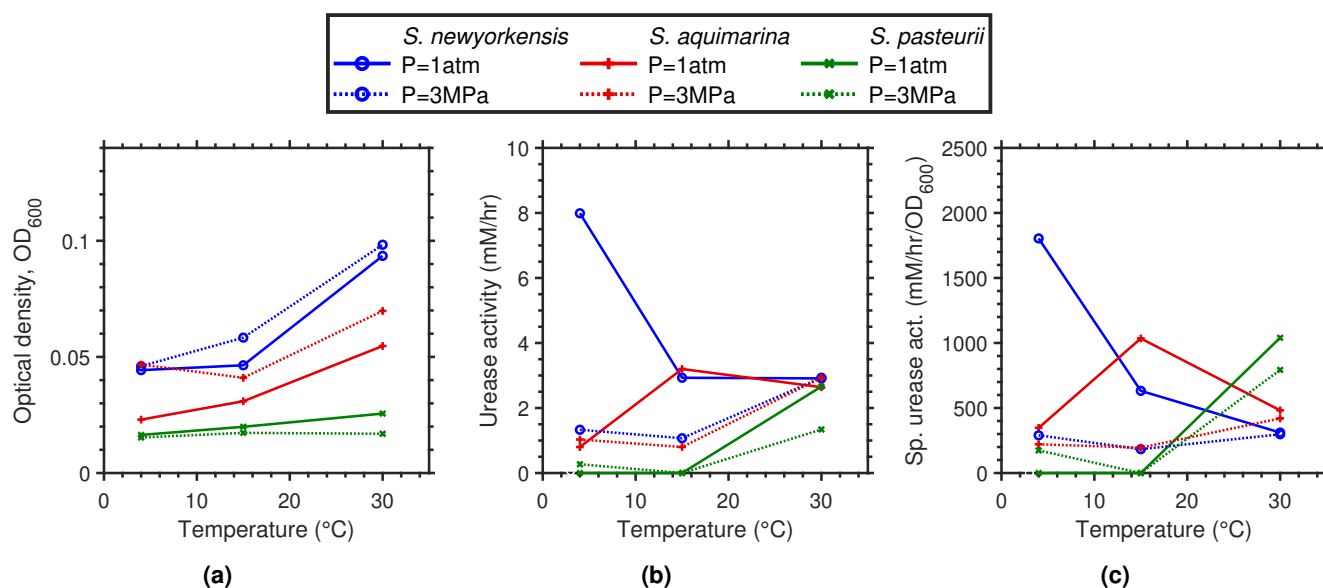 S. newyorkensis S. aquimarina S. pasteurii
P=1atm P=1atm P=1atm
P=3MPa P=3MPa P=3MPa
Optical density, OD600
0.1
0.05
0
0 10 20 30
Temperature (°C)
(a)
Urease activity (mM/hr)
10
8
6
4
2
0
0 10 20 30
Temperature (°C)
(b)
Sp. urease act. (mM/hr/OD600)
2500
2000
1500
1000
500
0
0 10 20 30
Temperature (°C)
(c)